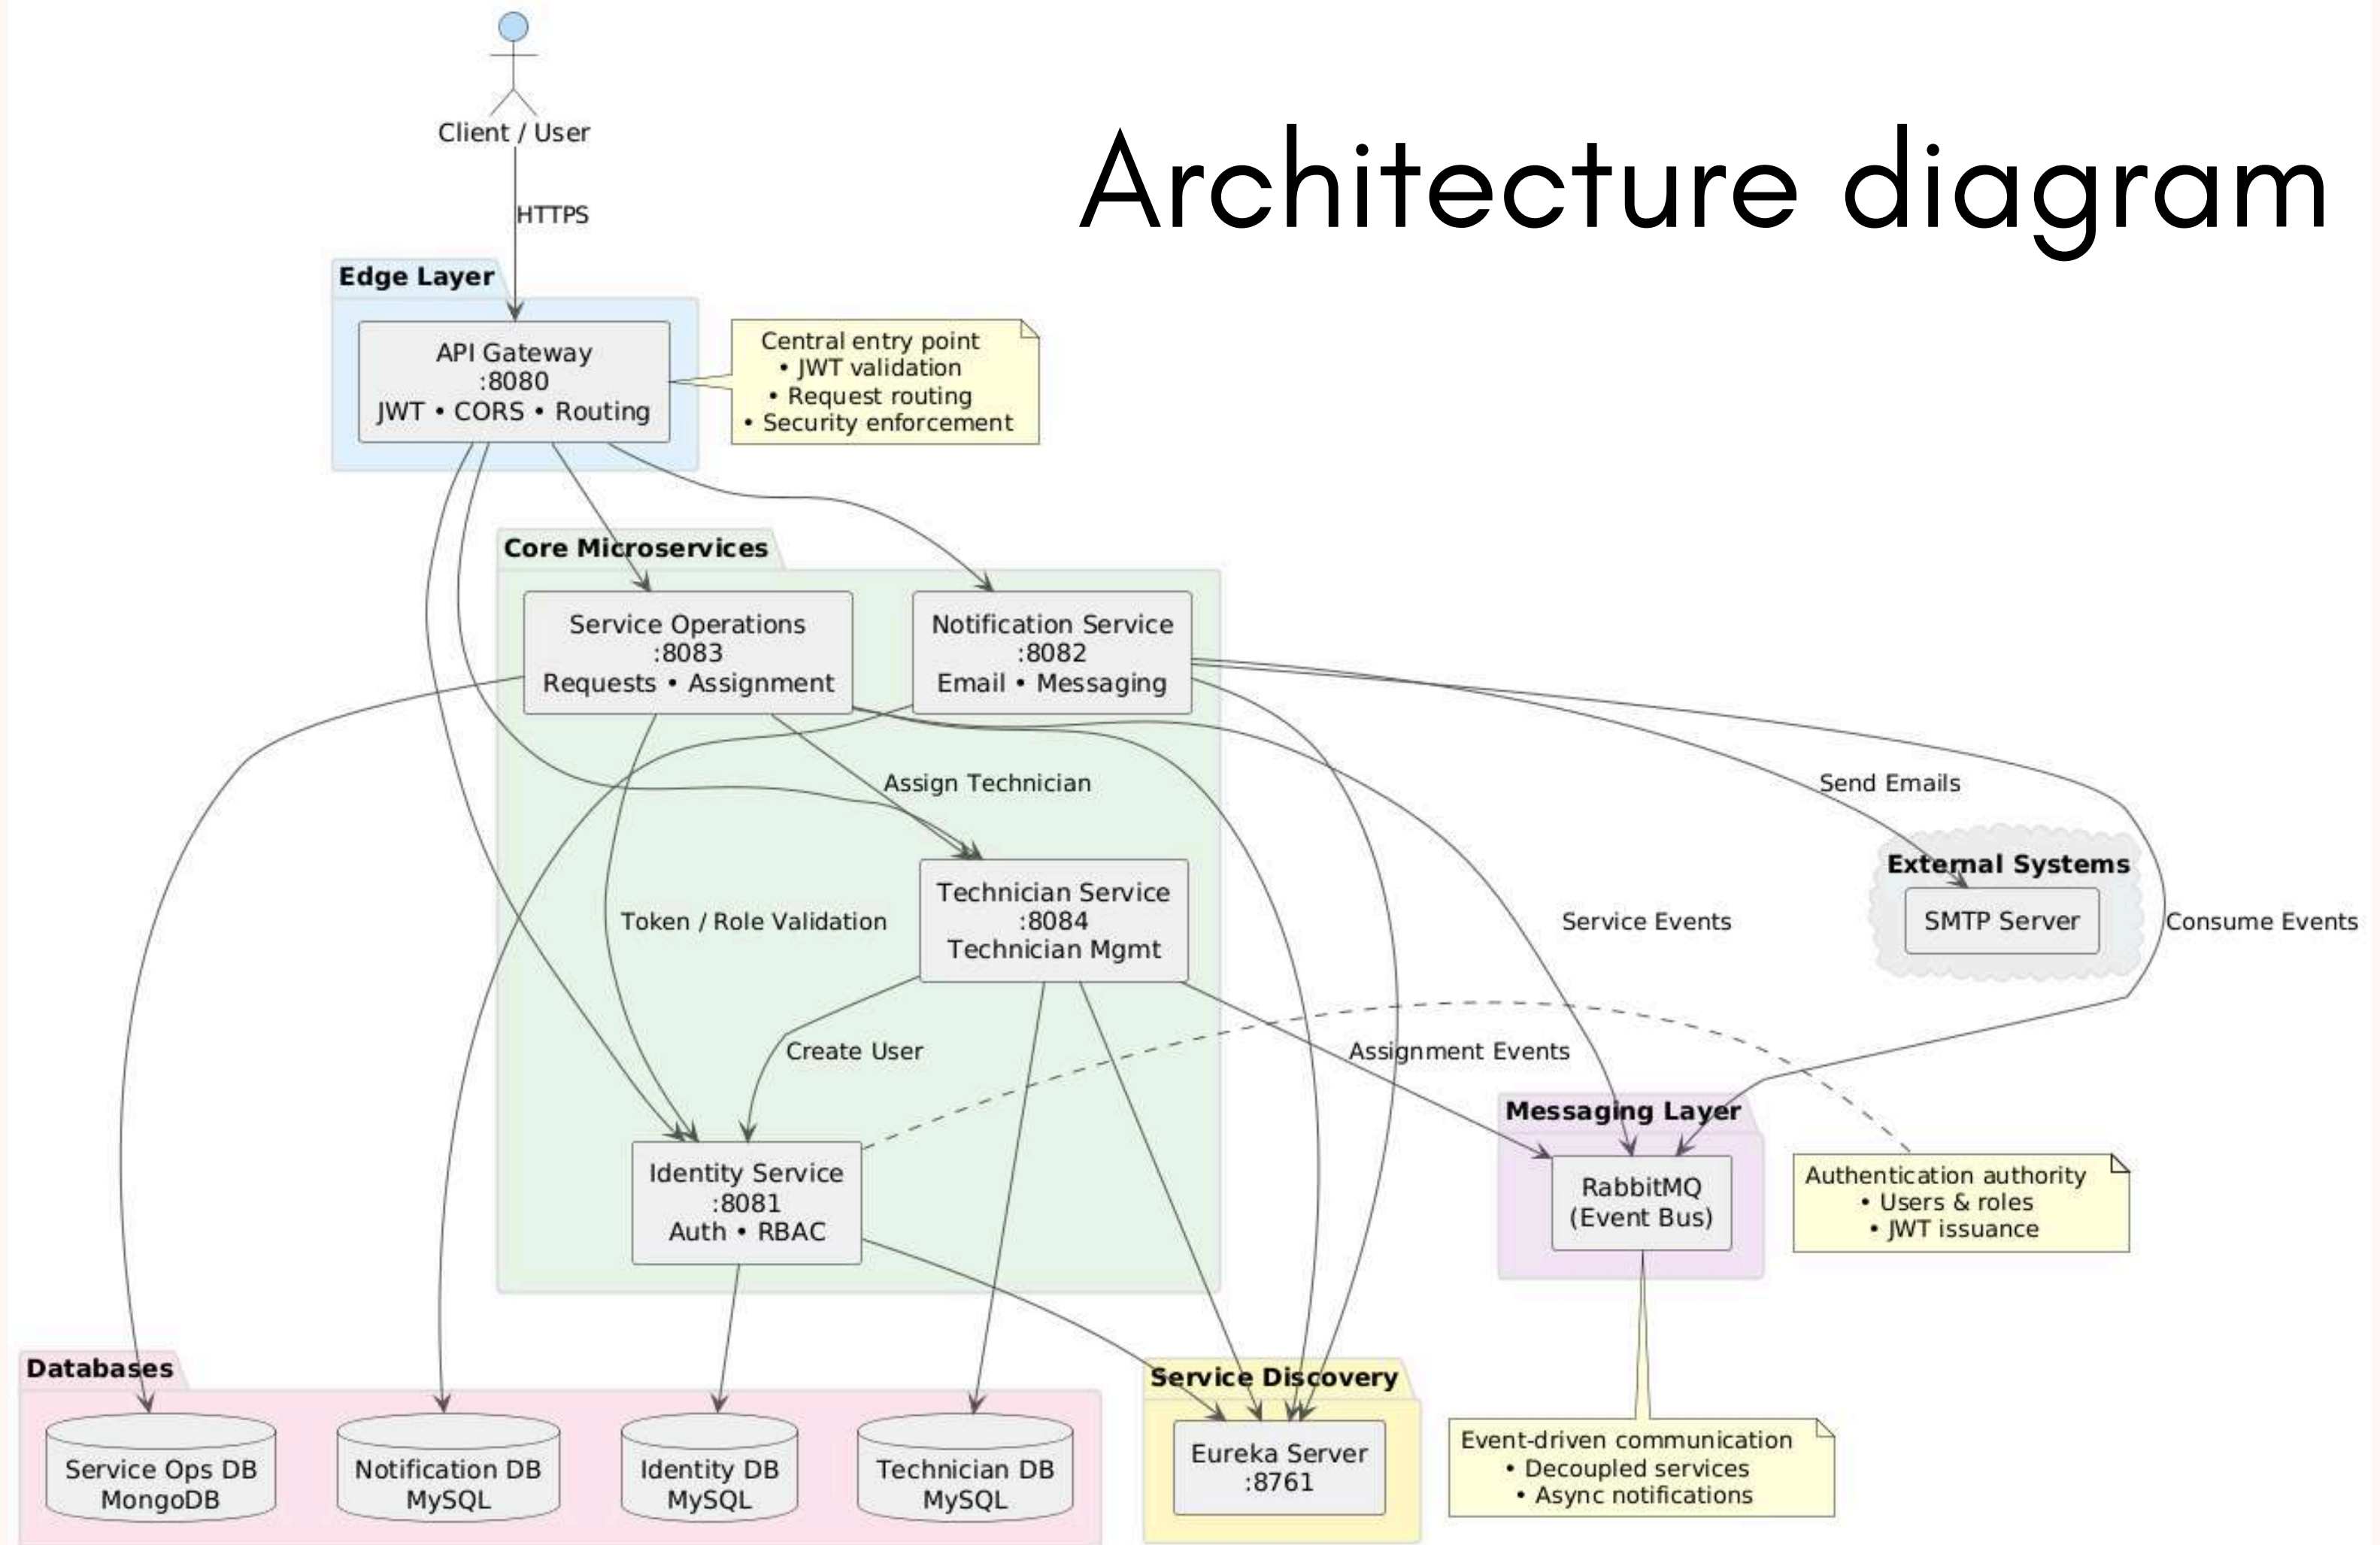 Client / User
Architecture diagram
HTTPS
Edge Layer
API Gateway
:8080
JWT • CORS • Routing
Central entry point
• JWT validation
• Request routing
• Security enforcement
Core Microservices
Service Operations
:8083
Requests • Assignment
Notification Service
:8082
Email • Messaging
Assign Technician
Send Emails
Technician Service
:8084
Technician Mgmt
Token / Role Validation
Service Events
External Systems
SMTP Server
Consume Events
Create User
Assignment Events
Identity Service
:8081
Auth • RBAC
Messaging Layer
RabbitMQ
(Event Bus)
Authentication authority
• Users & roles
• JWT issuance
Databases
Service Ops DB
MongoDB
Notification DB
MySQL
Identity DB
MySQL
Technician DB
MySQL
Service Discovery
Eureka Server
:8761
Event-driven communication
• Decoupled services
• Async notifications